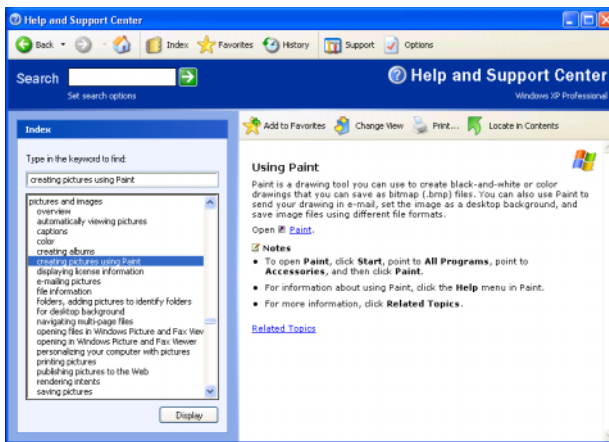 Help and Support Center
Back Index Favorites History Support Options
Search
Set search options
Help and Support Center
Windows XP Professional
Index
Type in the keyword to find:
creating pictures using Paint
pictures and images
overview
automatically viewing pictures
captions
color
creating albums
creating pictures using Paint
displaying license information
e-mailing pictures
file information
folders, adding pictures to identify folders
for desktop background
navigating multi-page files
opening files in Windows Picture and Fax View
opening in Windows Picture and Fax Viewer
personalizing your computer with pictures
printing pictures
publishing pictures to the Web
rendering intents
saving pictures
Display
Add to Favorites Change View Print... Locate in Contents
Using Paint
Paint is a drawing tool you can use to create black-and-white or color
drawings that you can save as bitmap (.bmp) files. You can also use Paint to
send your drawing in e-mail, set the image as a desktop background, and
save image files using different file formats.
Open Paint.
Notes
• To open Paint, click Start, point to All Programs, point to
Accessories, and then click Paint.
• For information about using Paint, click the Help menu in Paint.
• For more information, click Related Topics.
Related Topics